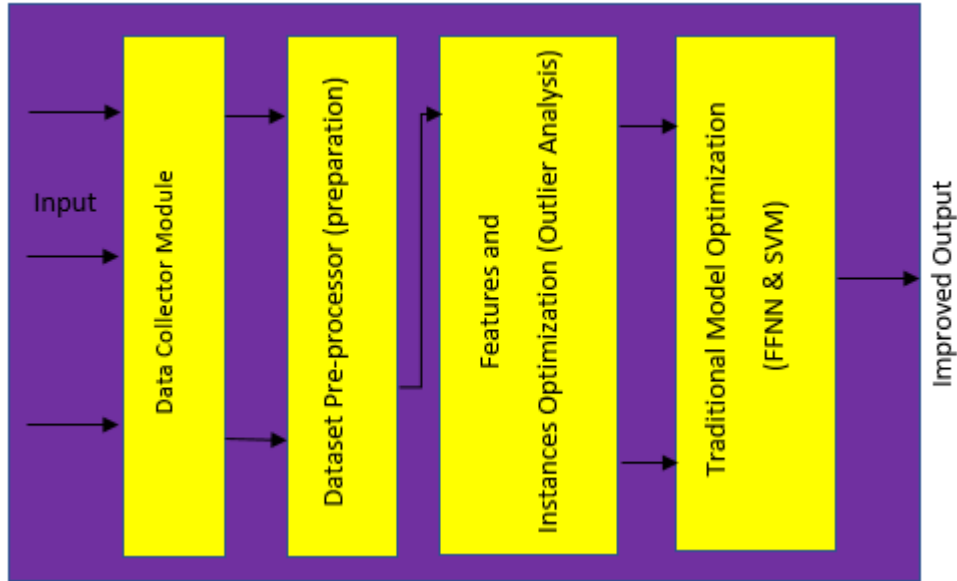 Input
Data Collector Module
Dataset Pre-processor (preparation)
Features and
Instances Optimization (Outlier Analysis)
Traditional Model Optimization
(FFNN & SVM)
Improved Output